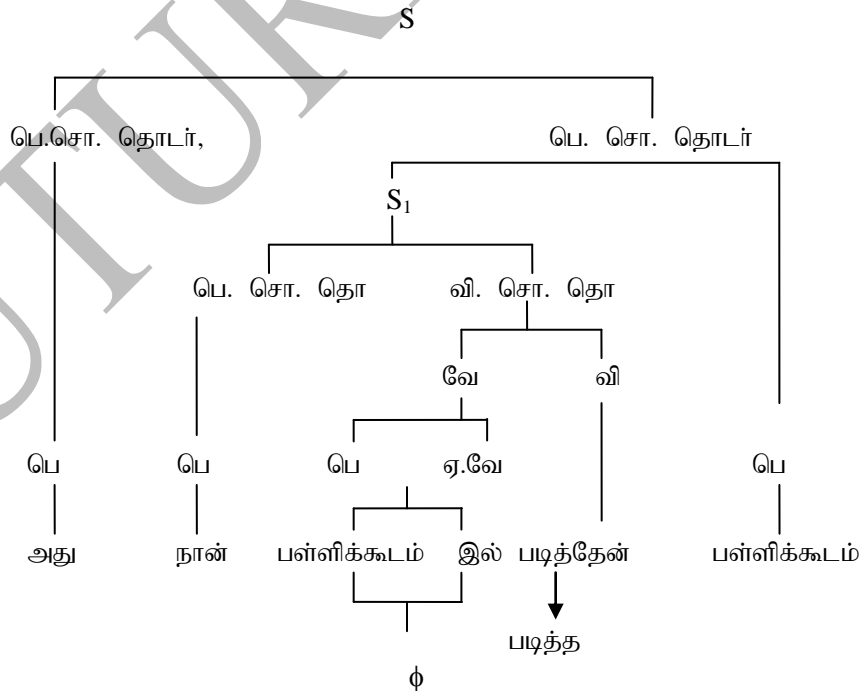 S
பெ.சொ. தொடர், பெ. சொ. தொடர்
S₁
பெ. சொ. தொ வி. சொ. தொ
வே வி
பெ பெ பெ ஏ.வே பெ
அது நான் பள்ளிக்கூடம் இல் படித்தேன் பள்ளிக்கூடம்
படித்த
ϕ